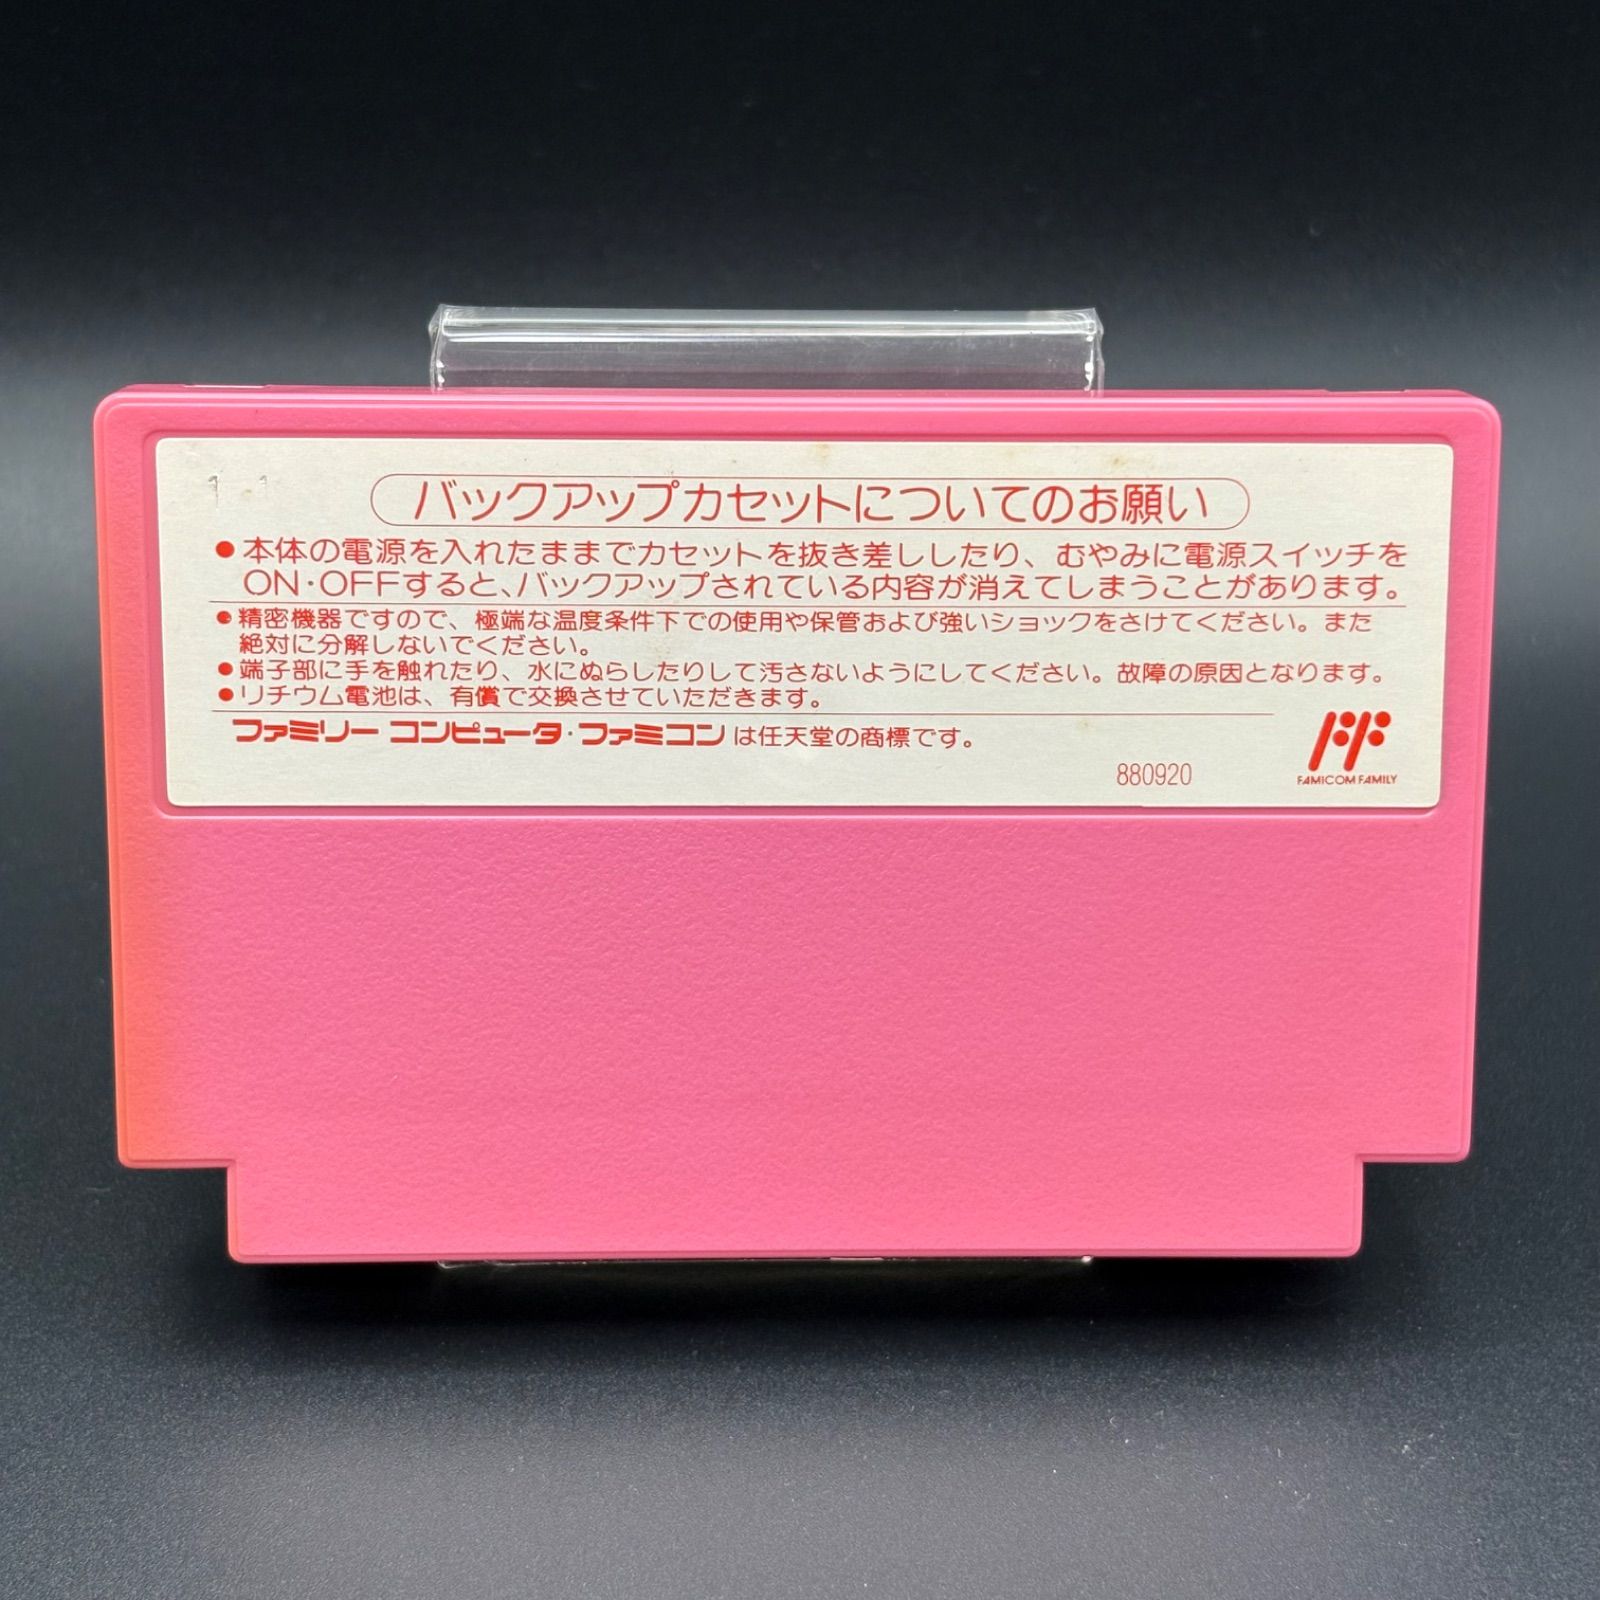 1 1
バックアップカセットについてのお願い
●本体の電源を入れたままでカセットを抜き差ししたり、むやみに電源スイッチを
ON·OFFすると、バックアップされている内容が消えてしまうことがあります。
●精密機器ですので、極端な温度条件下での使用や保管および強いショックをさけてください。また
絶対に分解しないでください。
●端子部に手を触れたり、水にぬらしたりして汚さないようにしてください。故障の原因となります。
●リチウム電池は、有償で交換させていただきます。
ファミリー コンピュータ·ファミコンは任天堂の商標です。
880920
FAMICOM FAMILY